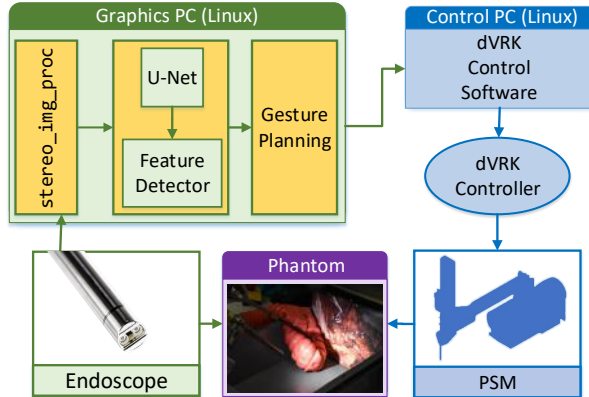 Graphics PC (Linux)
stereo_img_proc
U-Net
Feature
Detector
Gesture
Planning
Control PC (Linux)
dVRK
Control
Software
dVRK
Controller
Endoscope
Phantom
PSM